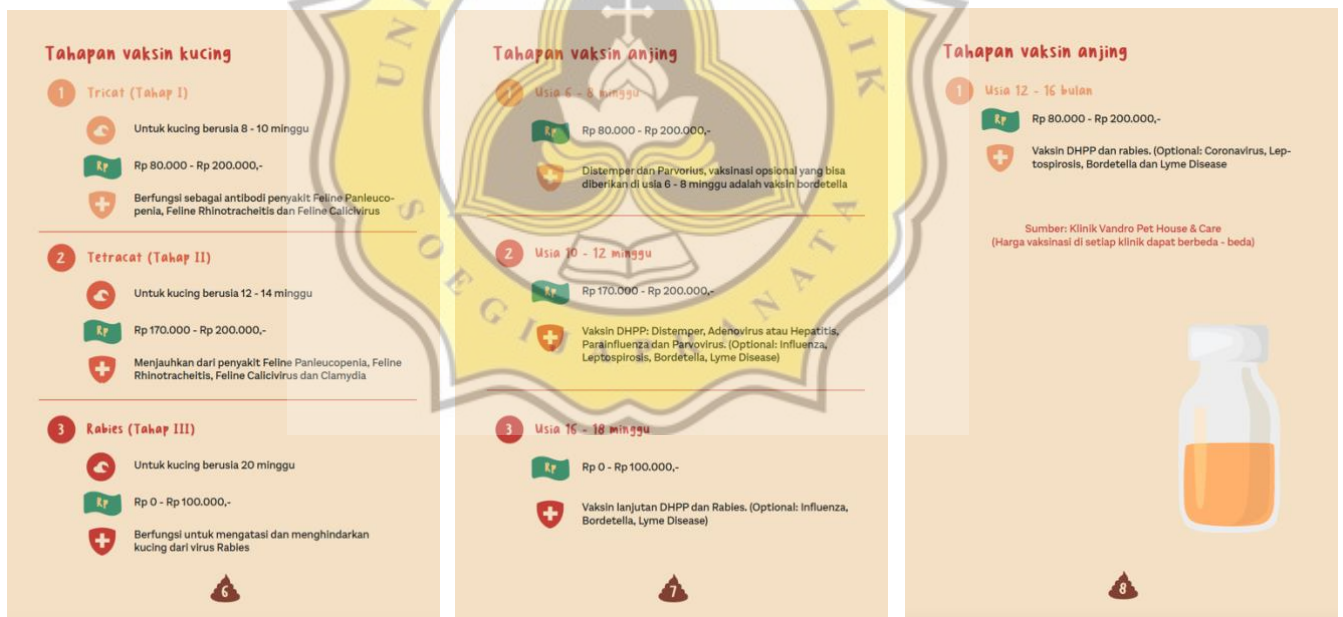 Tahapan vaksin kucing
1 Tricat (Tahap I)
Untuk kucing berusia 8 - 10 minggu
Rp Rp 80.000 - Rp 200.000,-
Berfungsi sebagai antibodi penyakit Feline Panleuco-
penia, Feline Rhinotracheitis dan Feline Calicivirus
2 Tetracat (Tahap II)
Untuk kucing berusia 12 - 14 minggu
Rp Rp 170.000 - Rp 200.000,-
Menjauhkan dari penyakit Feline Panleucopenia, Feline
Rhinotracheitis, Feline Calicivirus dan Clamydia
3 Rabies (Tahap III)
Untuk kucing berusia 20 minggu
Rp Rp 0 - Rp 100.000,-
Berfungsi untuk mengatasi dan menghindarkan
kucing dari virus Rabies
6
Tahapan vaksin anjing
1 Usia 6 - 8 minggu
Rp Rp 80.000 - Rp 200.000,-
Distemper dan Parvorius, vaksinasi opsional yang bisa
diberikan di usia 6 - 8 minggu adalah vaksin bordetella
2 Usia 10 - 12 minggu
Rp Rp 170.000 - Rp 200.000,-
Vaksin DHPP: Distemper, Adenovirus atau Hepatitis,
Parainfluenza dan Parvovirus. (Optional: Influenza,
Leptospirosis, Bordetella, Lyme Disease)
3 Usia 16 - 18 minggu
Rp Rp 0 - Rp 100.000,-
Vaksin lanjutan DHPP dan Rabies. (Optional: Influenza,
Bordetella, Lyme Disease)
7
Tahapan vaksin anjing
1 Usia 12 - 16 bulan
Rp Rp 80.000 - Rp 200.000,-
Vaksin DHPP dan rabies. (Optional: Coronavirus, Lep-
tospirosis, Bordetella dan Lyme Disease
Sumber: Klinik Vandro Pet House & Care
(Harga vaksinasi di setiap klinik dapat berbeda - beda)
8
UN
LIK
SOEGIJAPRANATA